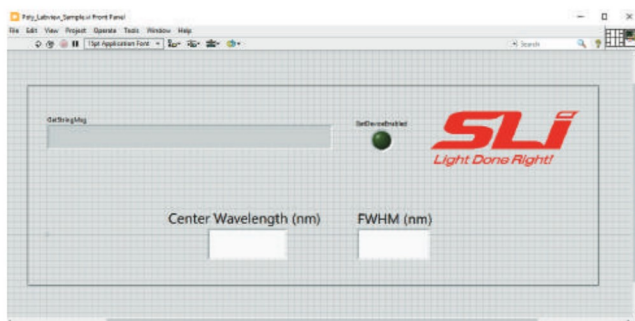 Poly_Labview_Sample.vi Front Panel
File Edit View Project Operate Tools Window Help
15pt Application Font
Search
GetStringMsg
GetDeviceEnabled
SLi
Light Done Right!
Center Wavelength (nm)
FWHM (nm)